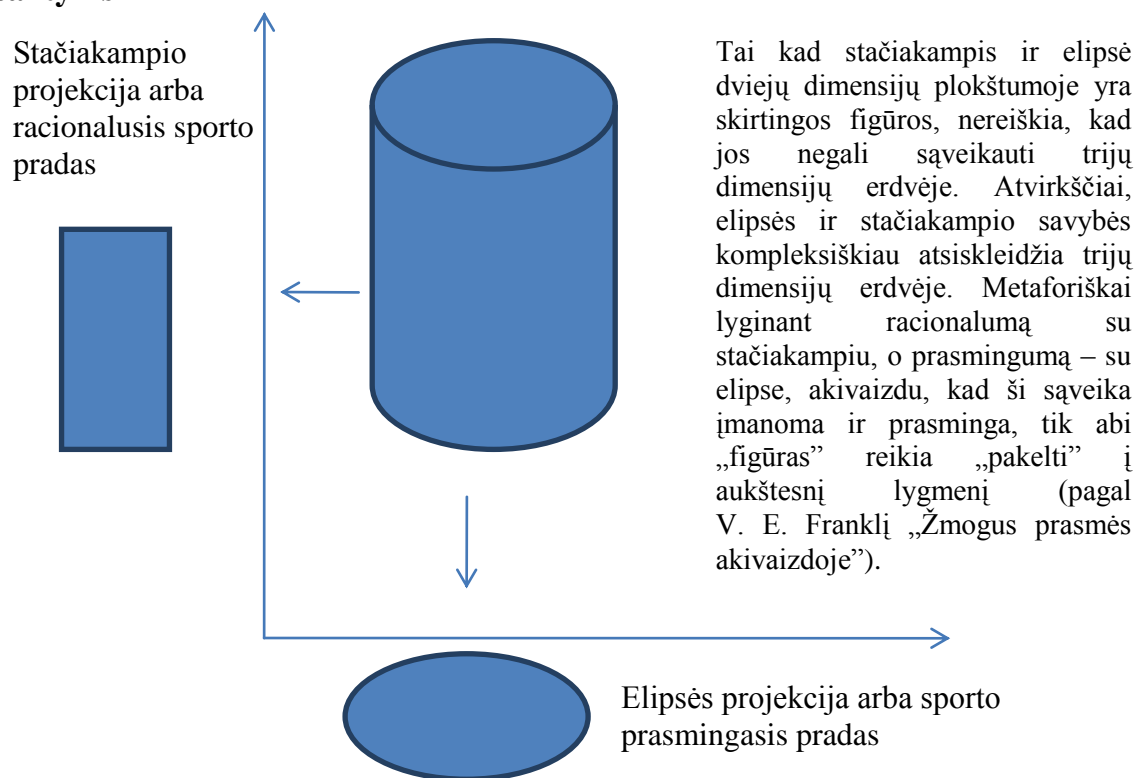 Stačiakampio
projekcija arba
racionalusis sporto
pradas
Tai kad stačiakampis ir elipsė
dviejų dimensijų plokštumoje yra
skirtingos figūros, nereiškia, kad
jos negali sąveikauti trijų
dimensijų erdvėje. Atvirkščiai,
elipsės ir stačiakampio savybės
kompleksiškiau atsiskleidžia trijų
dimensijų erdvėje. Metaforiškai
lyginant racionalumą su
stačiakampiu, o prasmingumą – su
elipse, akivaizdu, kad ši sąveika
įmanoma ir prasminga, tik abi
„figūras” reikia „pakelti” į
aukštesnį lygmenį (pagal
V. E. Franklį „Žmogus prasmės
akivaizdoje”).
Elipsės projekcija arba sporto
prasmingasis pradas